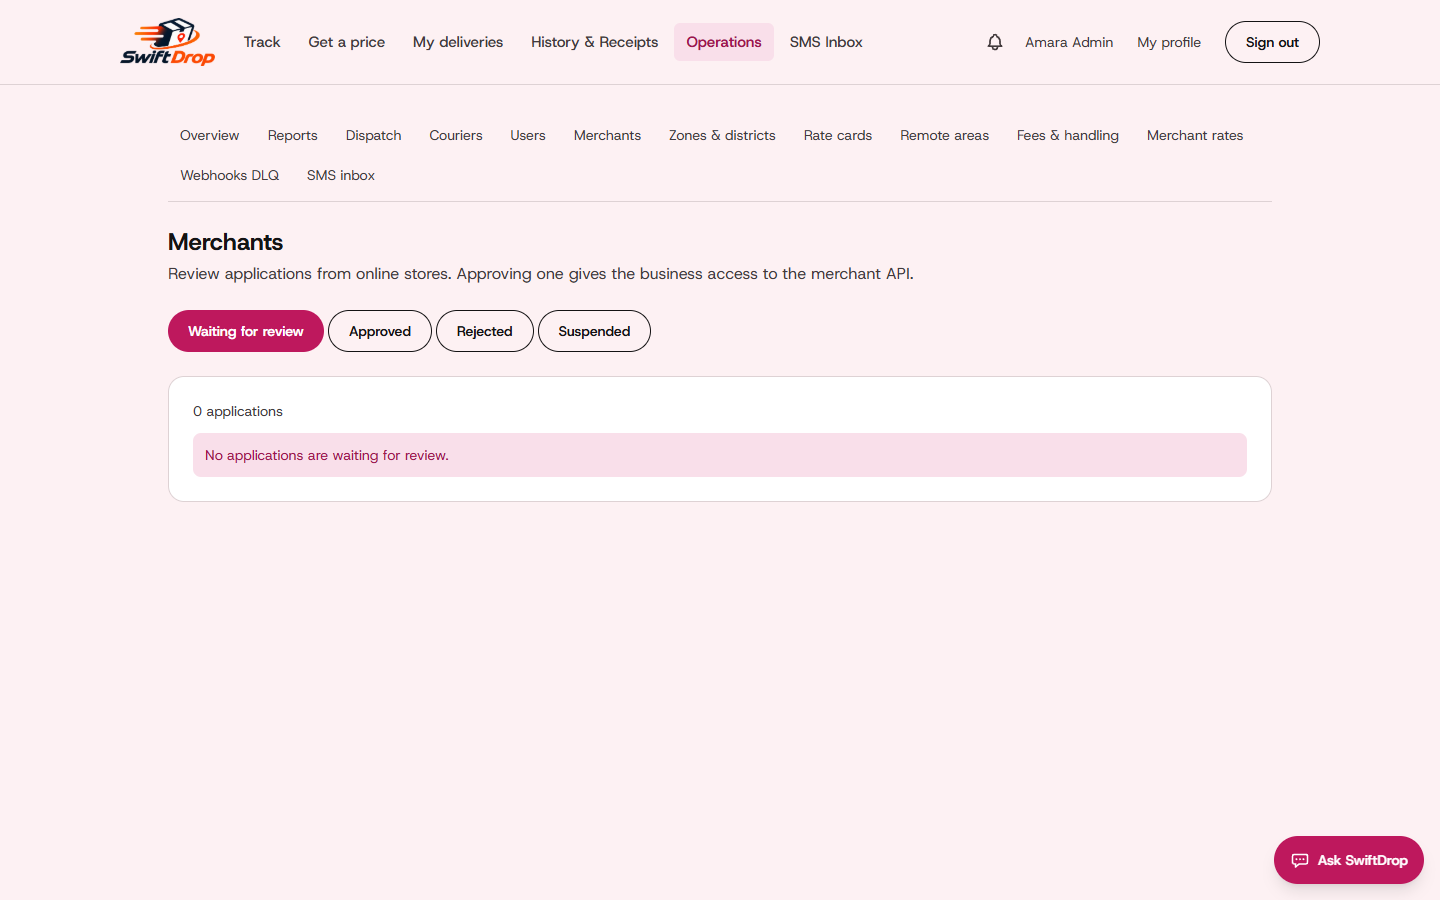 SwiftDrop
Track Get a price My deliveries History & Receipts Operations SMS Inbox Amara Admin My profile Sign out
Overview Reports Dispatch Couriers Users Merchants Zones & districts Rate cards Remote areas Fees & handling Merchant rates
Webhooks DLQ SMS inbox
Merchants
Review applications from online stores. Approving one gives the business access to the merchant API.
Waiting for review Approved Rejected Suspended
0 applications
No applications are waiting for review.
Ask SwiftDrop